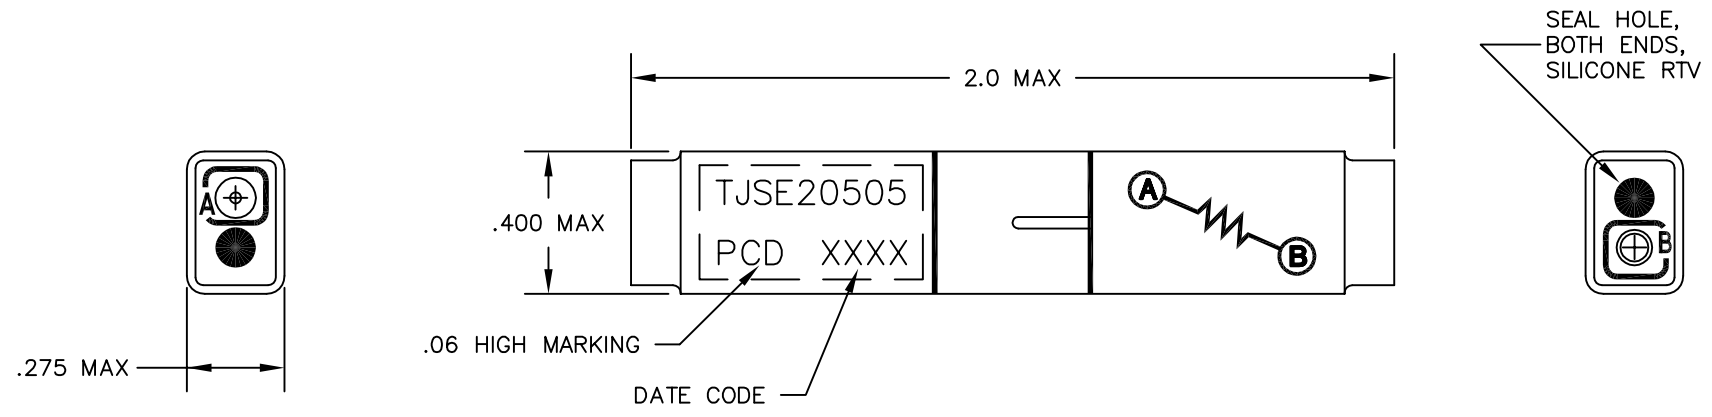 SEAL HOLE,
BOTH ENDS,
SILICONE RTV
2.0 MAX
A
TJSE20505
PCD XXXX
.400 MAX
A
B
B
.06 HIGH MARKING
.275 MAX
DATE CODE